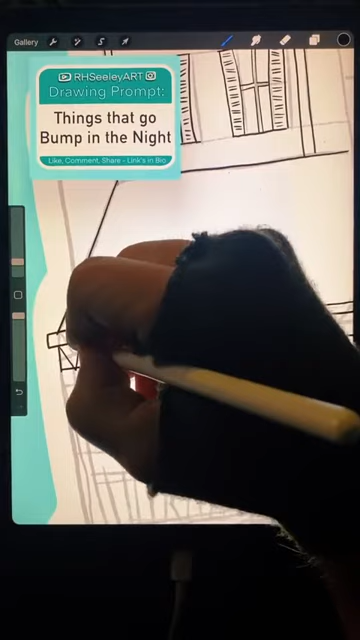 Gallery
RHSeeleyART
Drawing Prompt:
Things that go
Bump in the Night
Like, Comment, Share - Link's in Bio